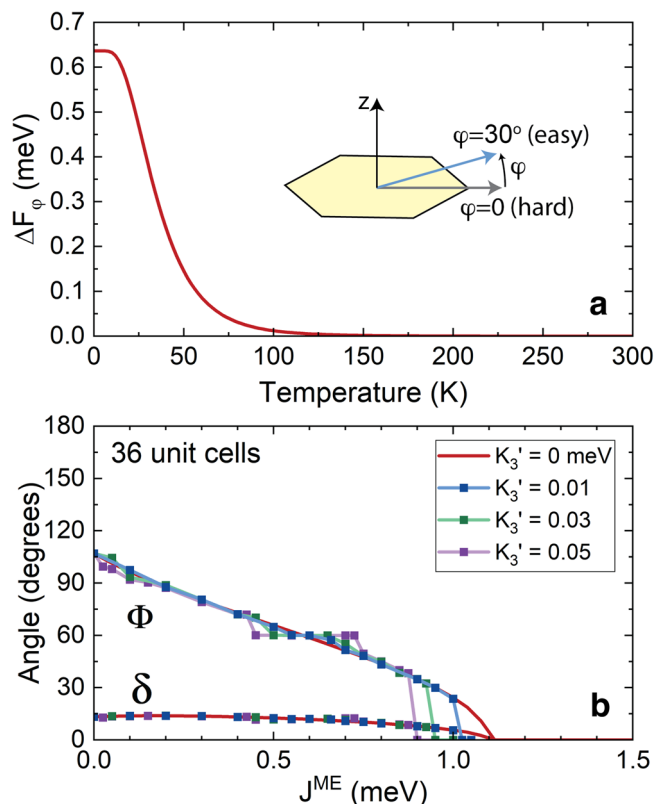 0.7
0.6
0.5
0.4
0.3
0.2
0.1
0.0
ΔFφ (meV)
z
φ=30° (easy)
φ
φ=0 (hard)
a
0 50 100 150 200 250 300
Temperature (K)
180
150
120
90
60
30
0
Angle (degrees)
36 unit cells
K3' = 0 meV
K3' = 0.01
K3' = 0.03
K3' = 0.05
Φ
δ
b
0.0 0.5 1.0 1.5
J^ME (meV)